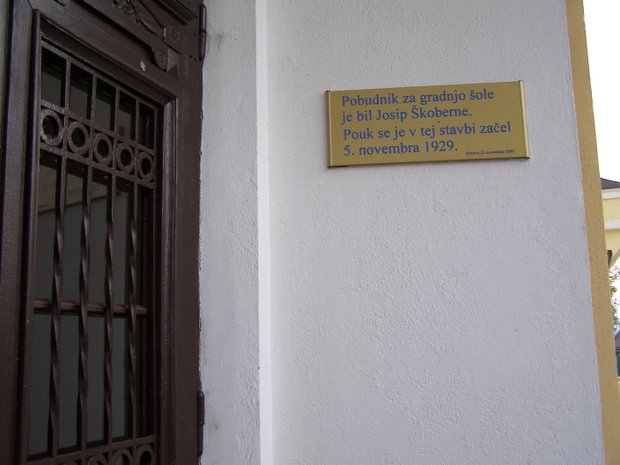 Pobudnik za gradnjo šole
je bil Josip Škoberne.
Pouk se je v tej stavbi začel
5. novembra 1929.